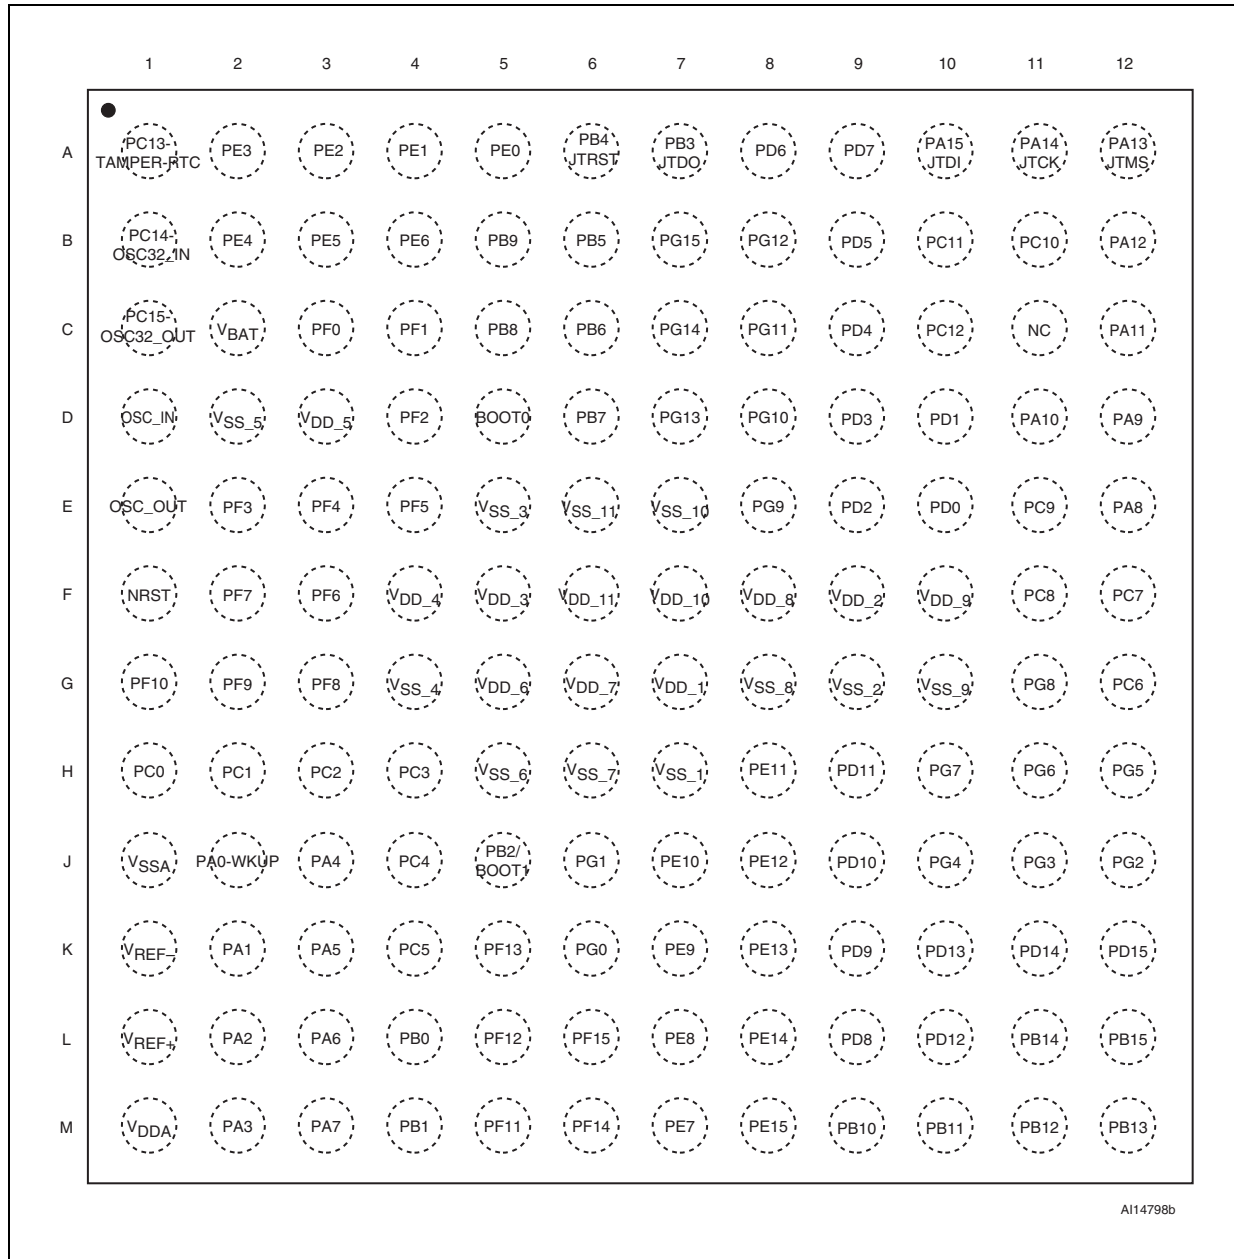 1 2 3 4 5 6 7 8 9 10 11 12
A PC13-TAMPER-RTC PE3 PE2 PE1 PE0 PB4 JTRST PB3 JTDO PD6 PD7 PA15 JTDI PA14 JTCK PA13 JTMS
B PC14-OSC32_IN PE4 PE5 PE6 PB9 PB5 PG15 PG12 PD5 PC11 PC10 PA12
C PC15-OSC32_OUT VBAT PF0 PF1 PB8 PB6 PG14 PG11 PD4 PC12 NC PA11
D OSC_IN VSS_5 VDD_5 PF2 BOOT0 PB7 PG13 PG10 PD3 PD1 PA10 PA9
E OSC_OUT PF3 PF4 PF5 VSS_3 VSS_11 VSS_10 PG9 PD2 PD0 PC9 PA8
F NRST PF7 PF6 VDD_4 VDD_3 VDD_11 VDD_10 VDD_8 VDD_2 VDD_9 PC8 PC7
G PF10 PF9 PF8 VSS_4 VDD_6 VDD_7 VDD_1 VSS_8 VSS_2 VSS_9 PG8 PC6
H PC0 PC1 PC2 PC3 VSS_6 VSS_7 VSS_1 PE11 PD11 PG7 PG6 PG5
J VSSA PA0-WKUP PA4 PC4 PB2/BOOT1 PG1 PE10 PE12 PD10 PG4 PG3 PG2
K VREF– PA1 PA5 PC5 PF13 PG0 PE9 PE13 PD9 PD13 PD14 PD15
L VREF+ PA2 PA6 PB0 PF12 PF15 PE8 PE14 PD8 PD12 PB14 PB15
M VDDA PA3 PA7 PB1 PF11 PF14 PE7 PE15 PB10 PB11 PB12 PB13
AI14798b